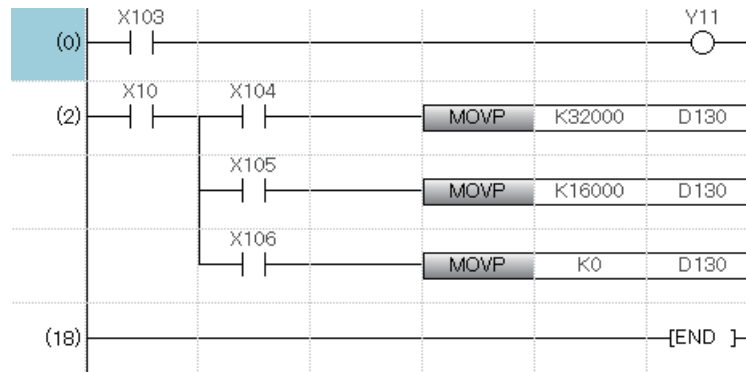 X103 Y11
(0)
X10 X104
(2) MOVP K32000 D130
X105
MOVP K16000 D130
X106
MOVP K0 D130
(18) [END ]